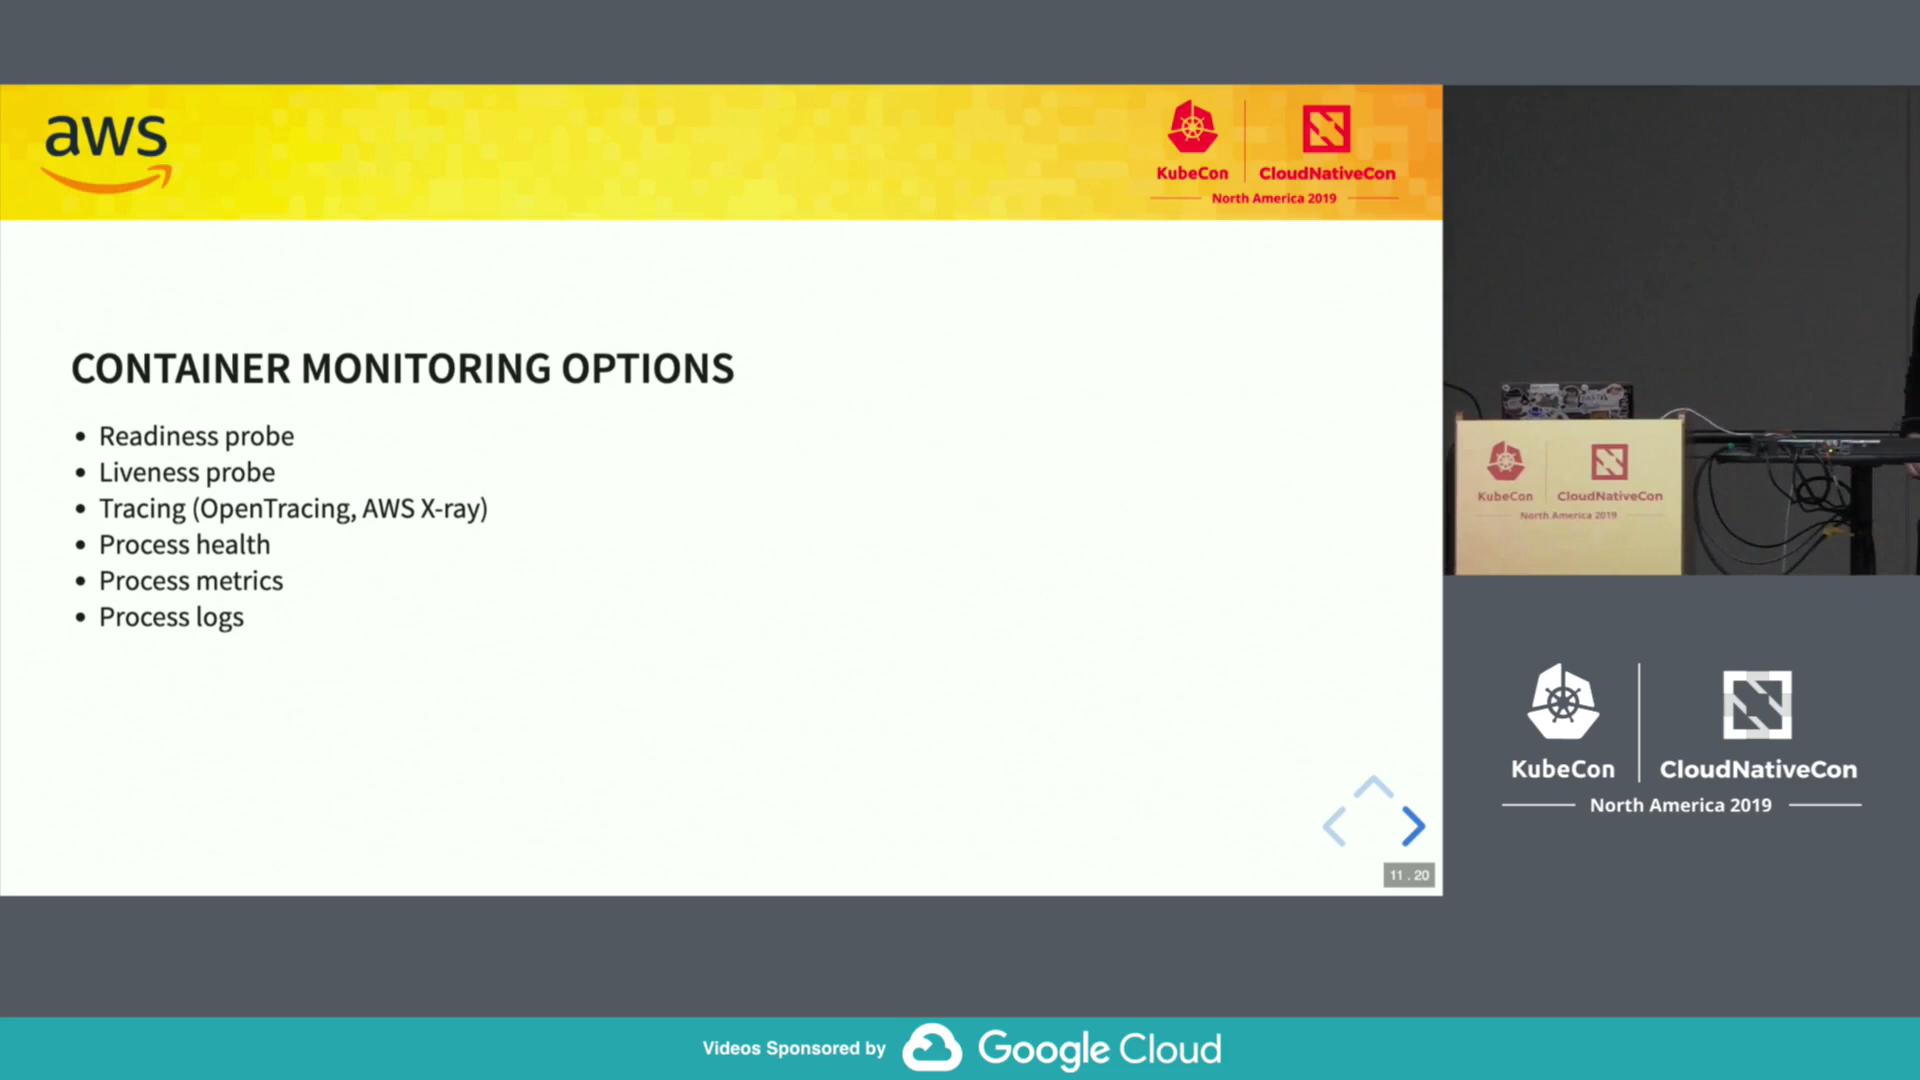 aws
KubeCon
CloudNativeCon
North America 2019
CONTAINER MONITORING OPTIONS
• Readiness probe
• Liveness probe
• Tracing (OpenTracing, AWS X-ray)
• Process health
• Process metrics
• Process logs
11 . 20
KubeCon
CloudNativeCon
North America 2019
KubeCon
CloudNativeCon
North America 2019
Videos Sponsored by Google Cloud